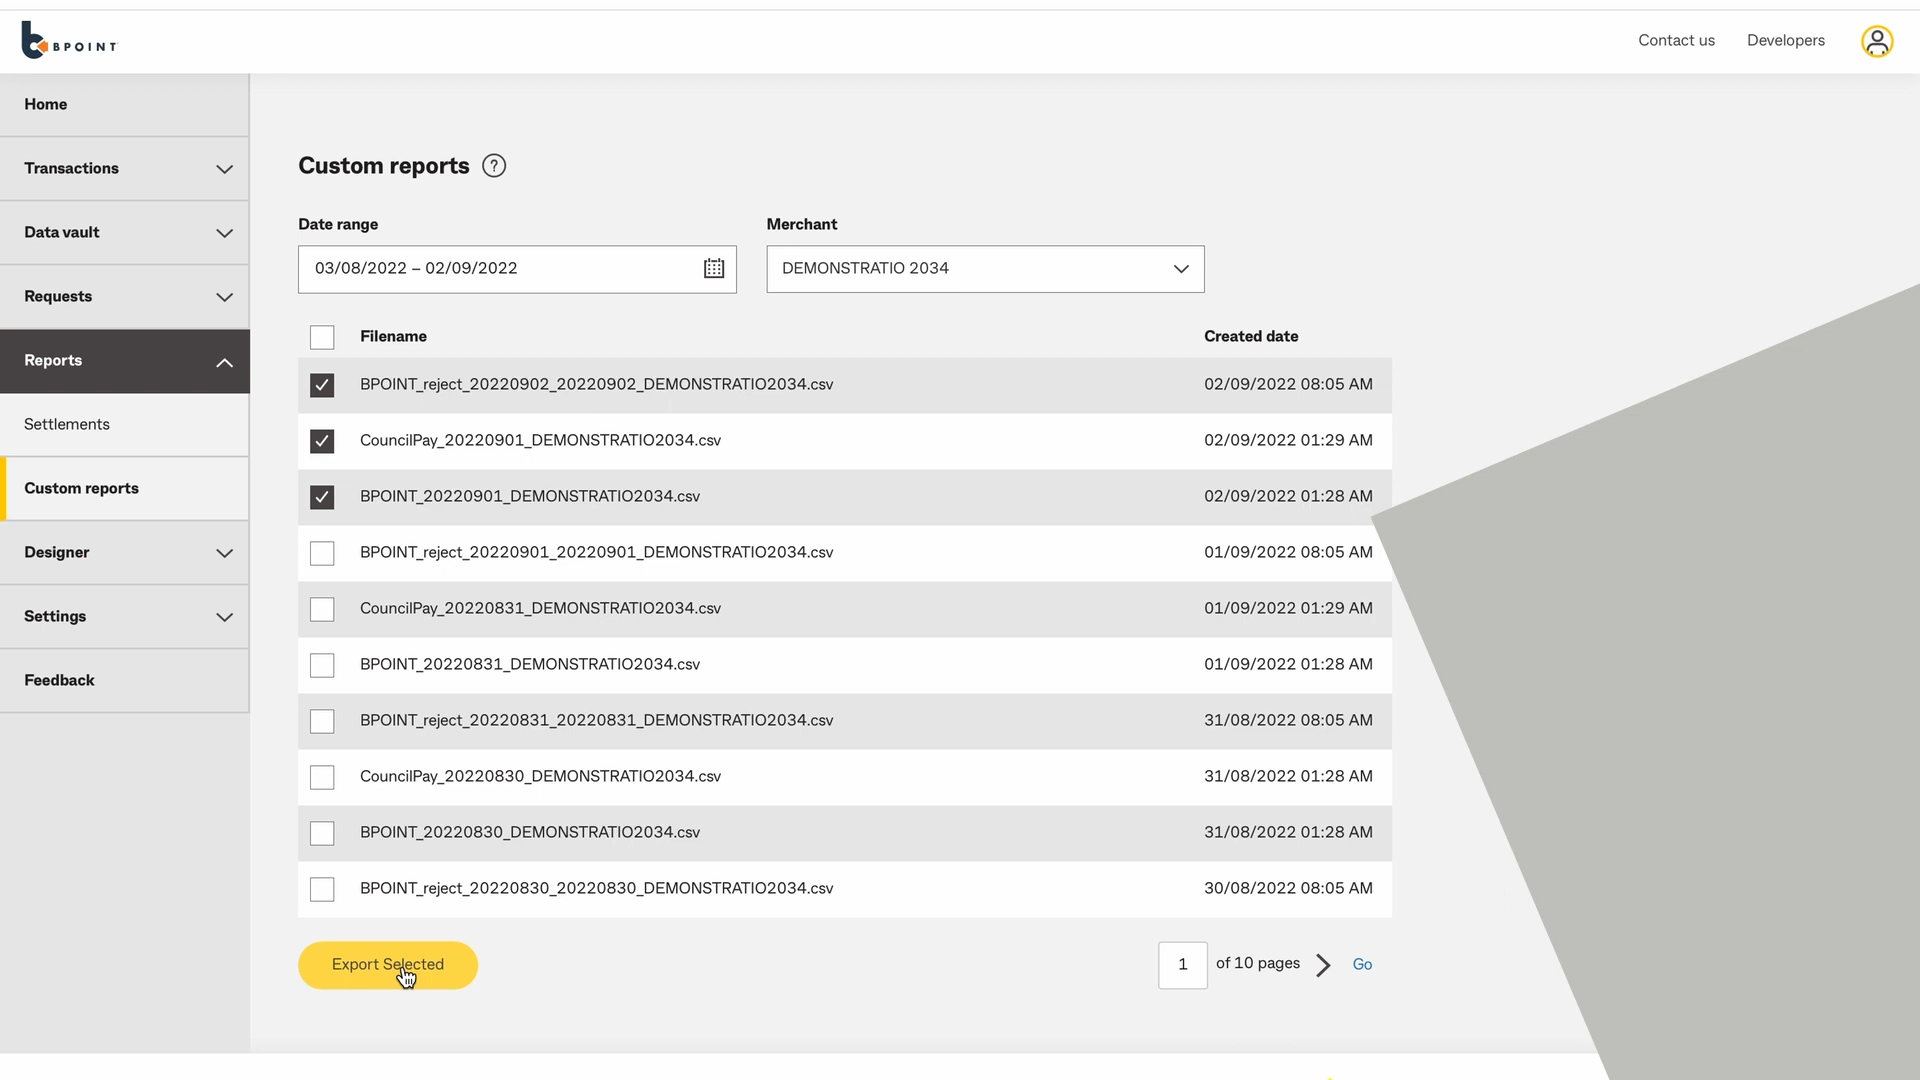 BPOINT
Contact us
Developers
Home
Transactions
Data vault
Requests
Reports
Settlements
Custom reports
Designer
Settings
Feedback
Custom reports ?
Date range
Merchant
03/08/2022 – 02/09/2022
DEMONSTRATIO 2034
Filename
Created date
BPOINT_reject_20220902_20220902_DEMONSTRATIO2034.csv 02/09/2022 08:05 AM
CouncilPay_20220901_DEMONSTRATIO2034.csv 02/09/2022 01:29 AM
BPOINT_20220901_DEMONSTRATIO2034.csv 02/09/2022 01:28 AM
BPOINT_reject_20220901_20220901_DEMONSTRATIO2034.csv 01/09/2022 08:05 AM
CouncilPay_20220831_DEMONSTRATIO2034.csv 01/09/2022 01:29 AM
BPOINT_20220831_DEMONSTRATIO2034.csv 01/09/2022 01:28 AM
BPOINT_reject_20220831_20220831_DEMONSTRATIO2034.csv 31/08/2022 08:05 AM
CouncilPay_20220830_DEMONSTRATIO2034.csv 31/08/2022 01:28 AM
BPOINT_20220830_DEMONSTRATIO2034.csv 31/08/2022 01:28 AM
BPOINT_reject_20220830_20220830_DEMONSTRATIO2034.csv 30/08/2022 08:05 AM
Export Selected
1 of 10 pages
Go